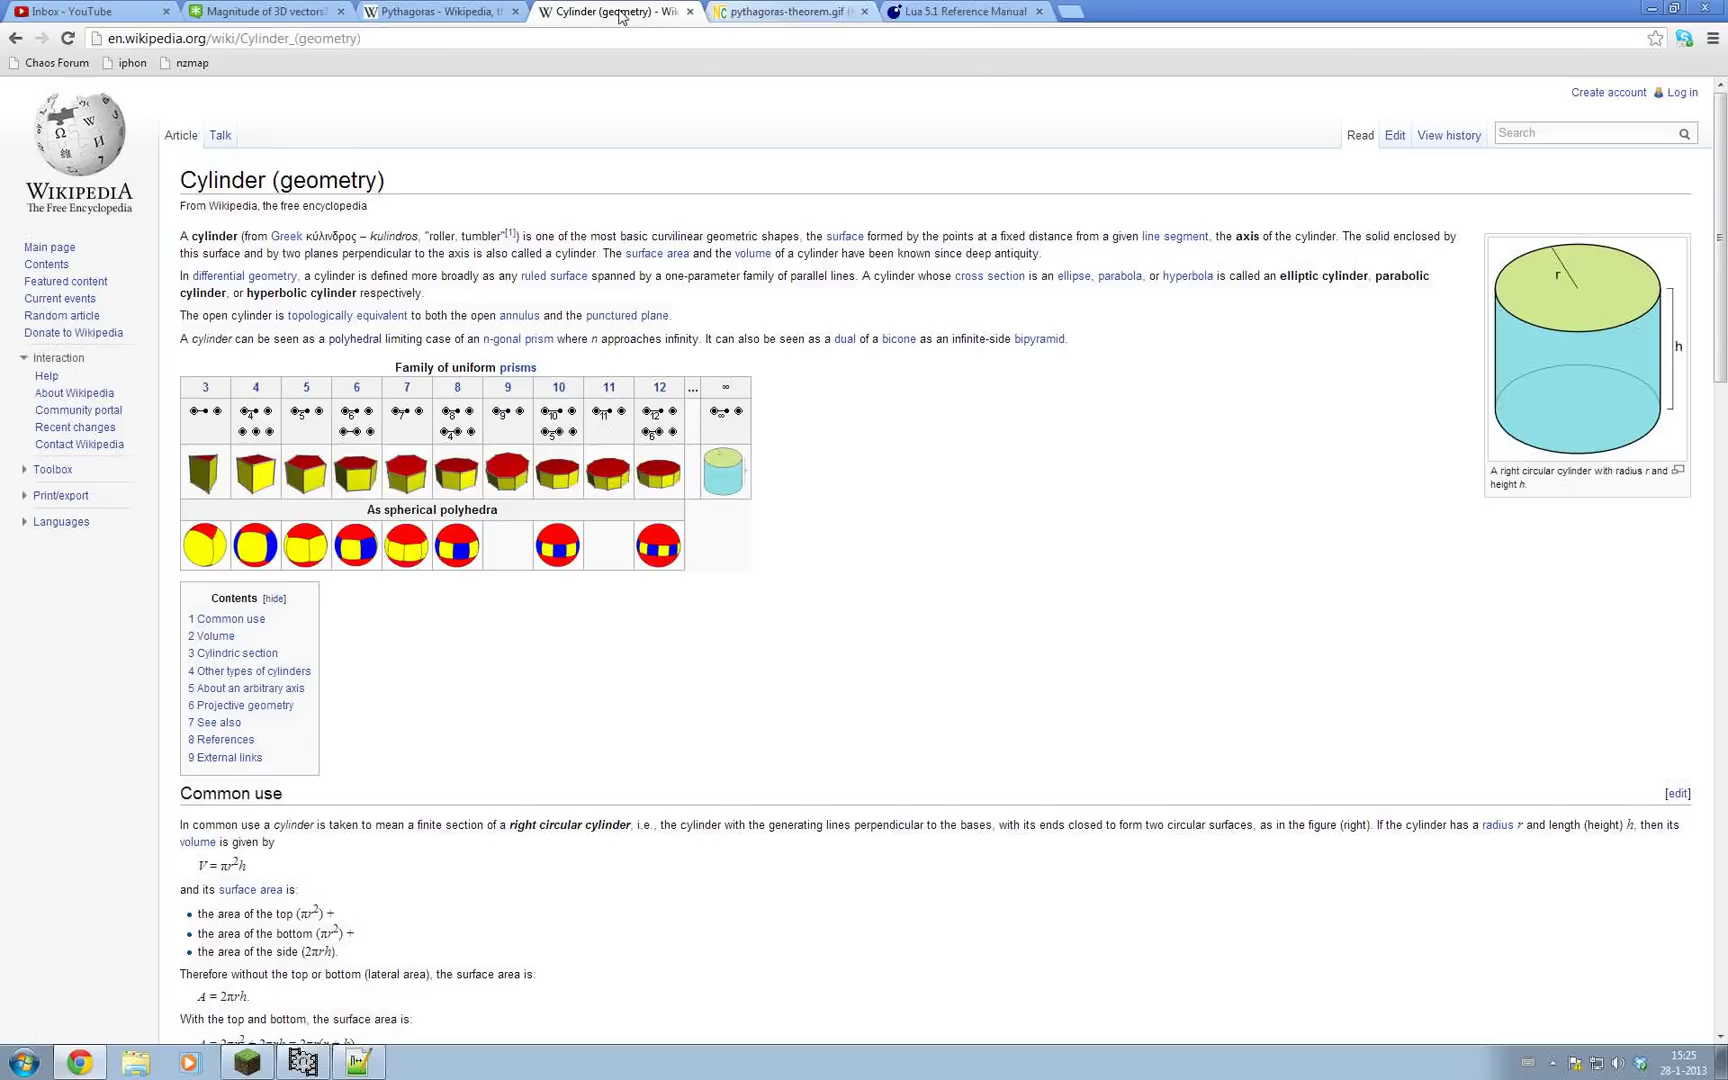 Inbox - YouTube
Magnitude of 3D vectors
Pythagoras - Wikipedia, th
Cylinder (geometry) - Wik
pythagoras-theorem.gif (
Lua 5.1 Reference Manual
en.wikipedia.org/wiki/Cylinder_(geometry)
Chaos Forum
iphon
nzmap
Create account
Log in
WIKIPEDIA
The Free Encyclopedia
Article
Talk
Read
Edit
View history
Search
Cylinder (geometry)
From Wikipedia, the free encyclopedia
Main page
Contents
Featured content
Current events
Random article
Donate to Wikipedia
Interaction
Help
About Wikipedia
Community portal
Recent changes
Contact Wikipedia
Toolbox
Print/export
Languages
A cylinder (from Greek κύλινδρος – kulindros, "roller, tumbler"[1]) is one of the most basic curvilinear geometric shapes, the surface formed by the points at a fixed distance from a given line segment, the axis of the cylinder. The solid enclosed by
this surface and by two planes perpendicular to the axis is also called a cylinder. The surface area and the volume of a cylinder have been known since deep antiquity.
In differential geometry, a cylinder is defined more broadly as any ruled surface spanned by a one-parameter family of parallel lines. A cylinder whose cross section is an ellipse, parabola, or hyperbola is called an elliptic cylinder, parabolic
cylinder, or hyperbolic cylinder respectively.
The open cylinder is topologically equivalent to both the open annulus and the punctured plane.
A cylinder can be seen as a polyhedral limiting case of an n-gonal prism where n approaches infinity. It can also be seen as a dual of a bicone as an infinite-side bipyramid.
r
h
A right circular cylinder with radius r and
height h.
Family of uniform prisms
3 4 5 6 7 8 9 10 11 12 ... ∞
4 5 6 7 8 9 10 11 12 ∞
4 5 6
As spherical polyhedra
Contents [hide]
1 Common use
2 Volume
3 Cylindric section
4 Other types of cylinders
5 About an arbitrary axis
6 Projective geometry
7 See also
8 References
9 External links
Common use
[edit]
In common use a cylinder is taken to mean a finite section of a right circular cylinder, i.e., the cylinder with the generating lines perpendicular to the bases, with its ends closed to form two circular surfaces, as in the figure (right). If the cylinder has a radius r and length (height) h, then its
volume is given by
V = πr²h
and its surface area is:
• the area of the top (πr²) +
• the area of the bottom (πr²) +
• the area of the side (2πrh).
Therefore without the top or bottom (lateral area), the surface area is:
A = 2πrh.
With the top and bottom, the surface area is:
15:25
28-1-2013